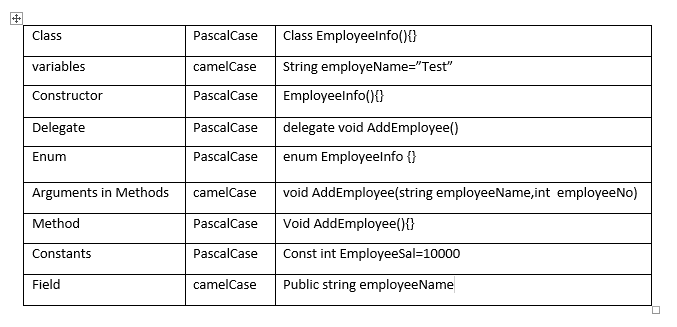 Class PascalCase Class EmployeeInfo(){}
variables camelCase String employeName=”Test”
Constructor PascalCase EmployeeInfo(){}
Delegate PascalCase delegate void AddEmployee()
Enum PascalCase enum EmployeeInfo {}
Arguments in Methods camelCase void AddEmployee(string employeeName,int  employeeNo)
Method PascalCase Void AddEmployee(){}
Constants PascalCase Const int EmployeeSal=10000
Field camelCase Public string employeeName